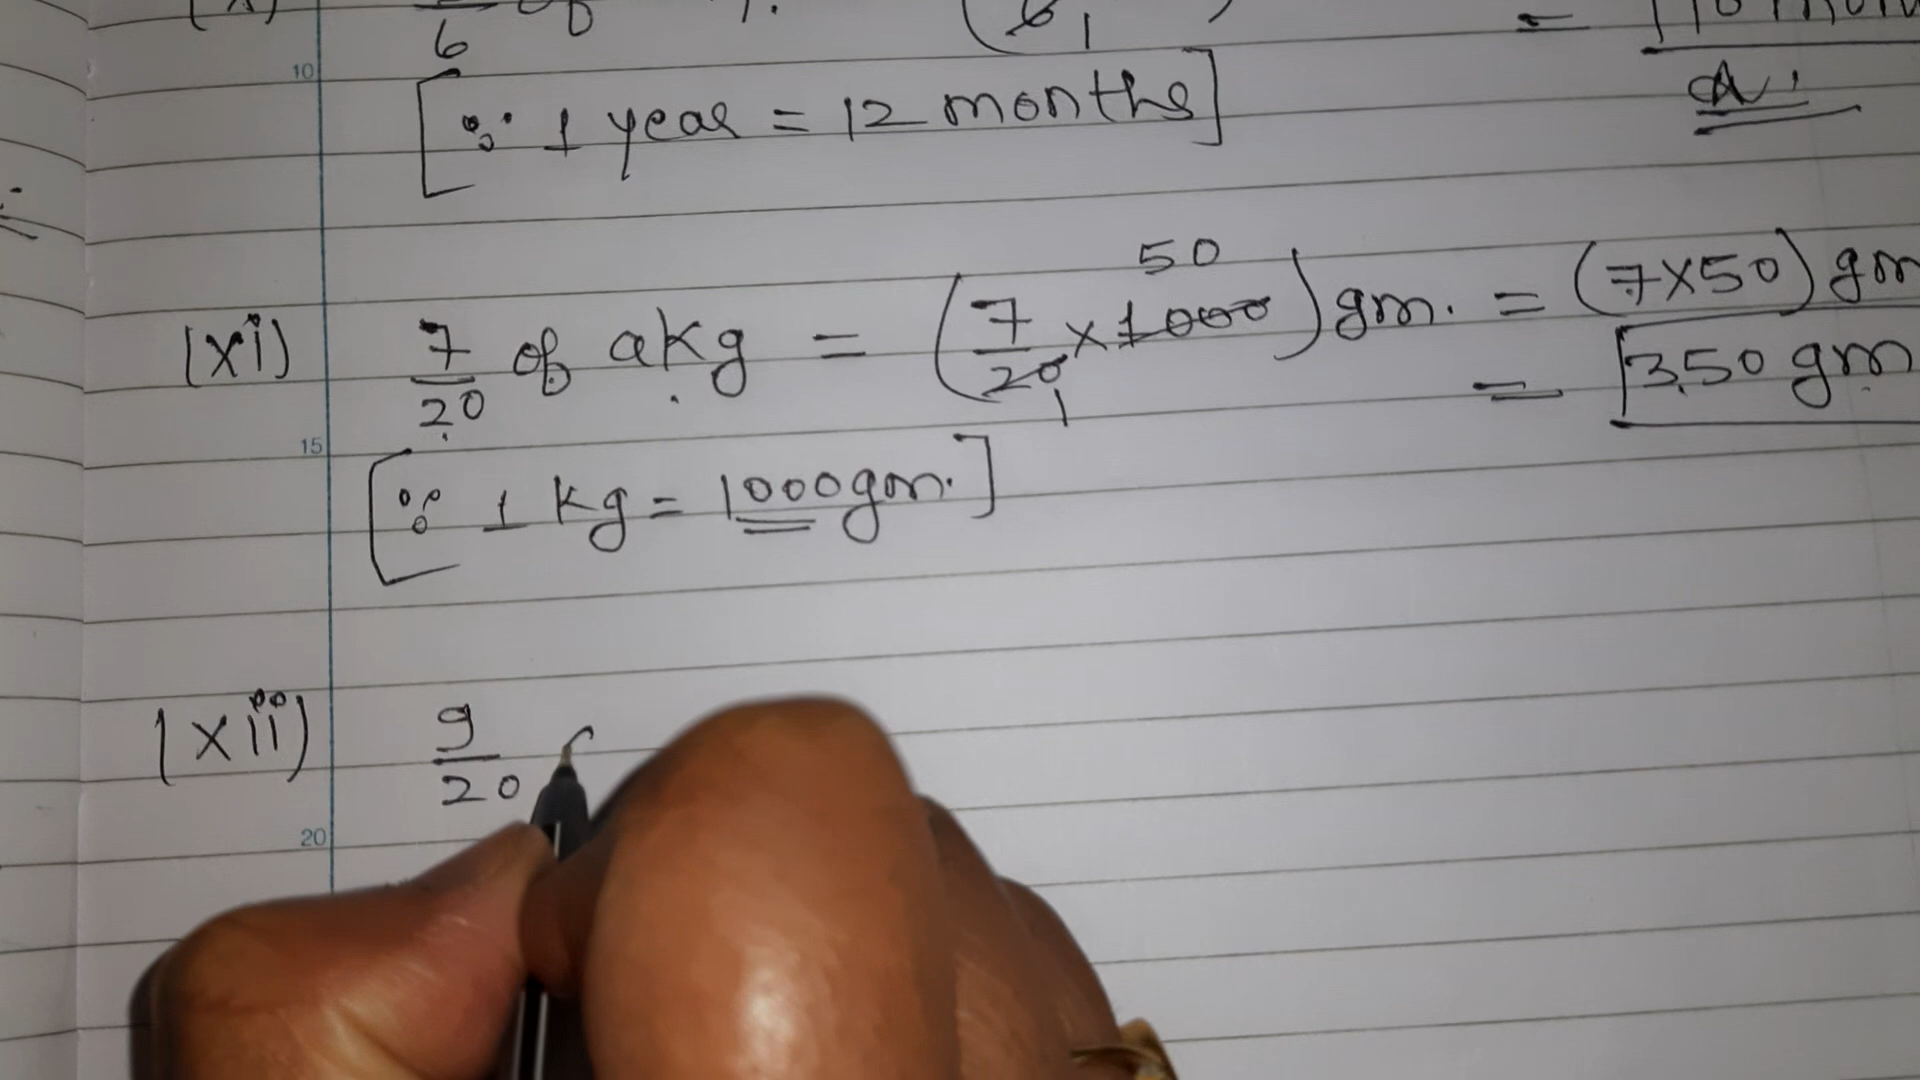 6
10
[∵ 1 year = 12 months]
50
(xi) 7/20 of a kg = (7/20 × 1000) gm. = (7×50) gm
1
= 350 gm
15
[∵ 1 kg = 1000 gm.]
(xii) 9/20
20